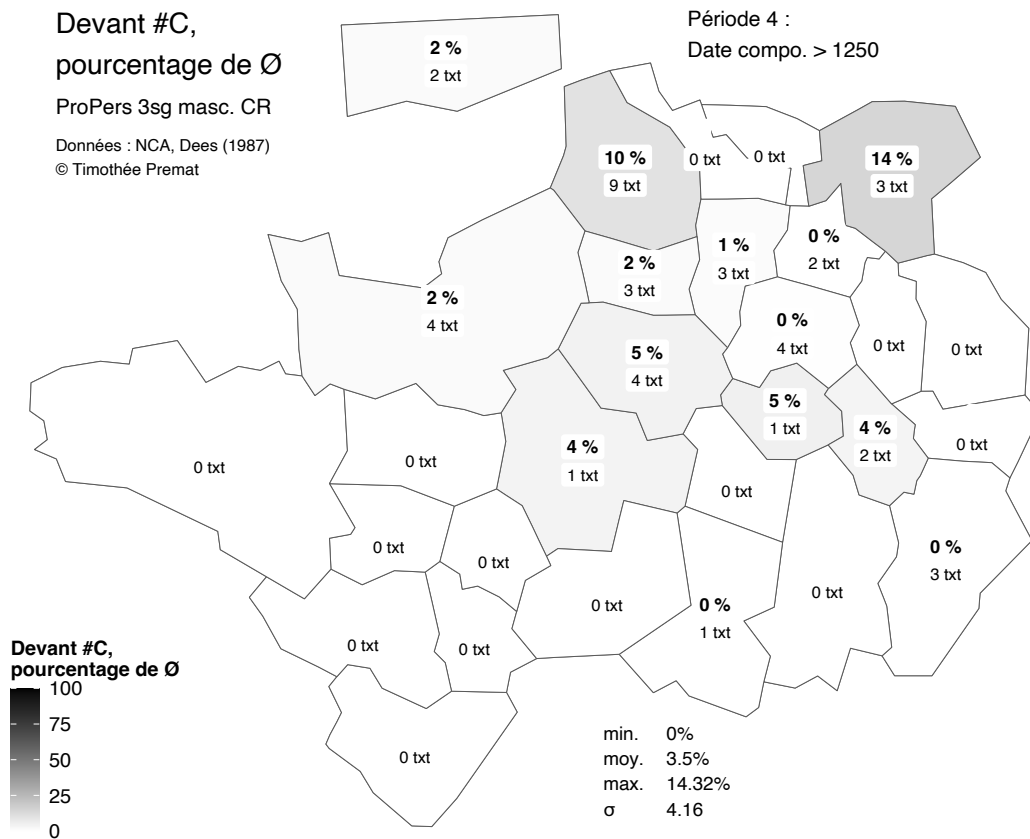 Devant #C,
pourcentage de Ø
ProPers 3sg masc. CR
Données : NCA, Dees (1987)
© Timothée Premat
Période 4 :
Date compo. > 1250
2 %
2 txt
10 %
9 txt
0 txt
0 txt
14 %
3 txt
2 %
3 txt
1 %
3 txt
0 %
2 txt
2 %
4 txt
5 %
4 txt
0 %
4 txt
0 txt
0 txt
5 %
1 txt
4 %
2 txt
0 txt
0 txt
0 txt
4 %
1 txt
0 txt
0 txt
0 txt
0 txt
0 %
1 txt
0 txt
0 %
3 txt
0 txt
0 txt
0 txt
Devant #C,
pourcentage de Ø
100
75
50
25
0
min. 0%
moy. 3.5%
max. 14.32%
σ 4.16